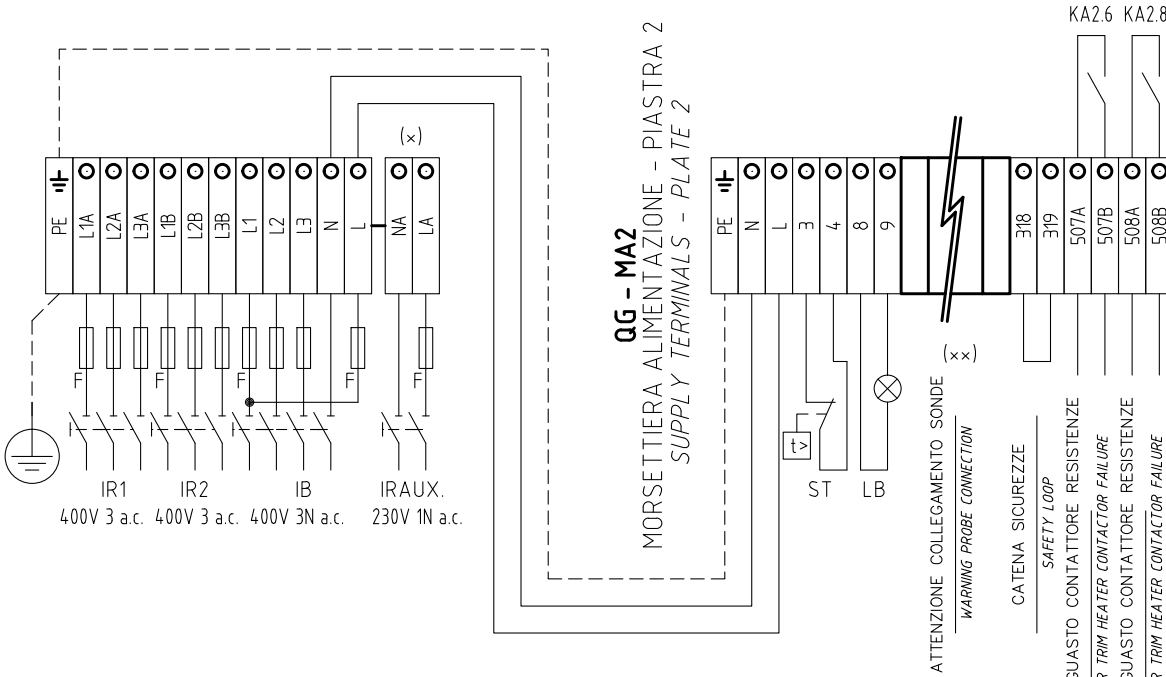 KA2.6 KA2.8
(x)
PE
L1A
L2A
L3A
L1B
L2B
L3B
L1
L2
L3
N
L
NA
LA
F
F
F
F
F
IR1
400V 3 a.c.
IR2
400V 3 a.c.
IB
400V 3N a.c.
IRAUX.
230V 1N a.c.
QG - MA2
MORSETTIERA ALIMENTAZIONE - PIASTRA 2
SUPPLY TERMINALS - PLATE 2
PE
N
L
3
4
8
9
318
319
507A
507B
508A
508B
t>
ST
LB
(xx)
ATTENZIONE COLLEGAMENTO SONDE
WARNING PROBE CONNECTION
CATENA SICUREZZE
SAFETY LOOP
GUASTO CONTATTORE RESISTENZE
R TRIM HEATER CONTACTOR FAILURE
GUASTO CONTATTORE RESISTENZE
R TRIM HEATER CONTACTOR FAILURE